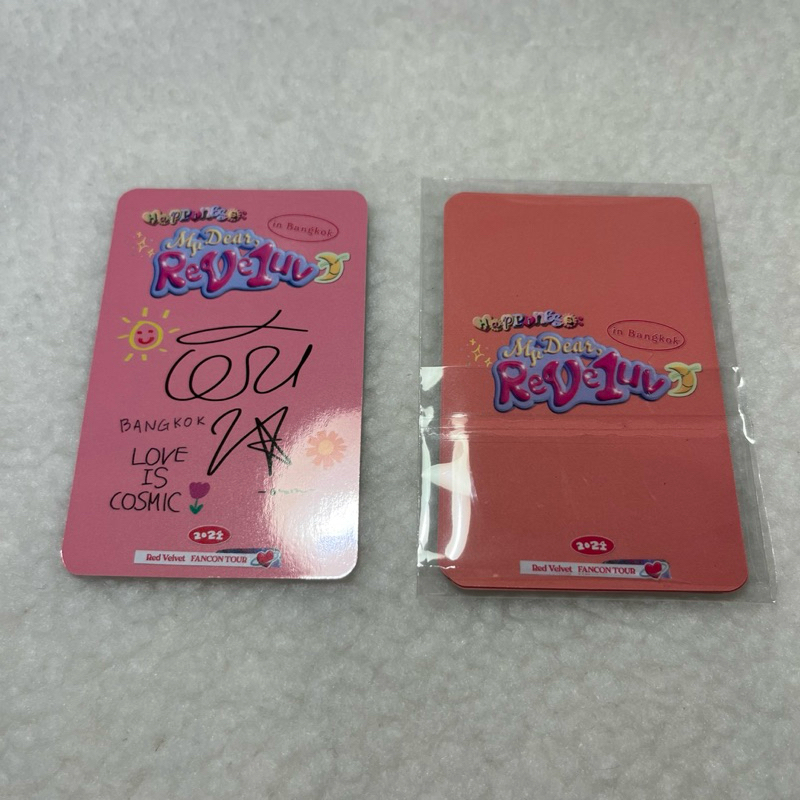 HAPPINESS:
My Dear,
ReVe1uv
in Bangkok
BANGKOK
LOVE
IS
COSMIC
2024
Red Velvet FANCON TOUR
HAPPINESS:
My Dear,
ReVe1uv
in Bangkok
2024
Red Velvet FANCON TOUR